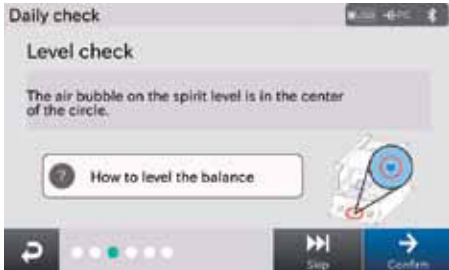 Daily check
Level check
The air bubble on the spirit level is in the center
of the circle.
? How to level the balance
Skip
Confirm